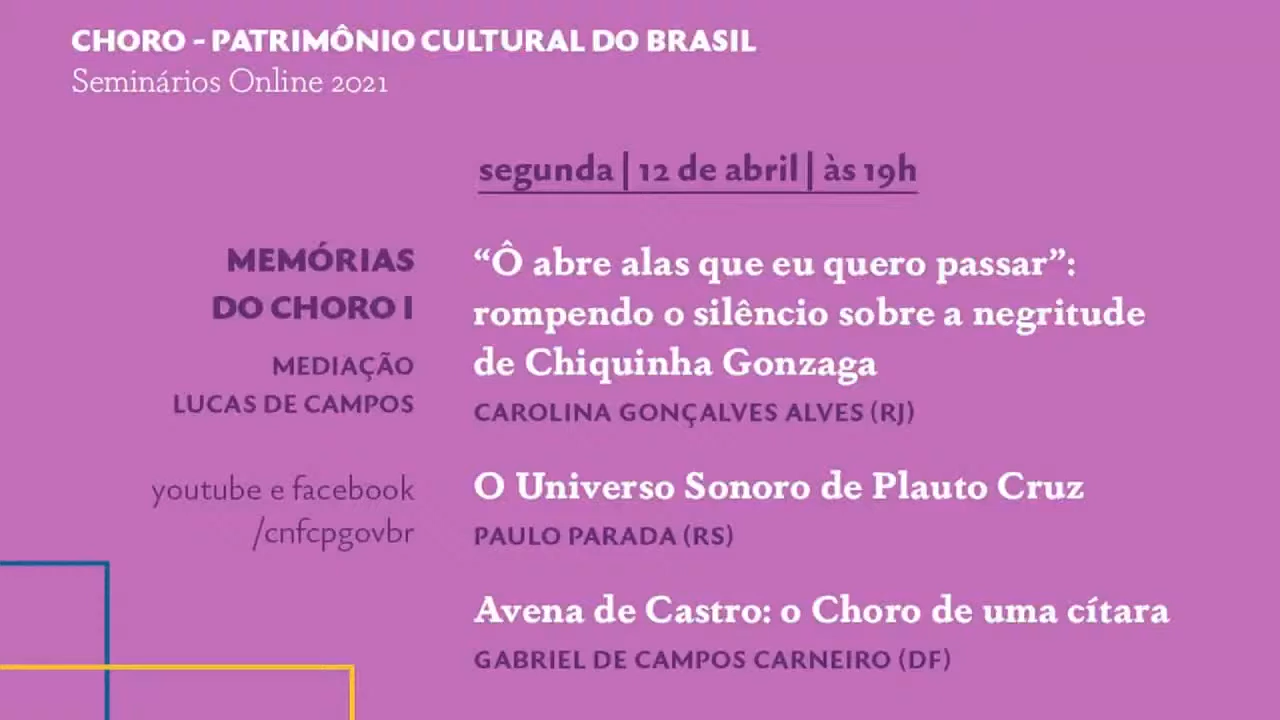 CHORO - PATRIMÔNIO CULTURAL DO BRASIL
Seminários Online 2021
segunda | 12 de abril | às 19h
MEMÓRIAS
DO CHORO I
MEDIAÇÃO
LUCAS DE CAMPOS
youtube e facebook
/cnfcpgovbr
“Ô abre alas que eu quero passar”:
rompendo o silêncio sobre a negritude
de Chiquinha Gonzaga
CAROLINA GONÇALVES ALVES (RJ)
O Universo Sonoro de Plauto Cruz
PAULO PARADA (RS)
Avena de Castro: o Choro de uma cítara
GABRIEL DE CAMPOS CARNEIRO (DF)